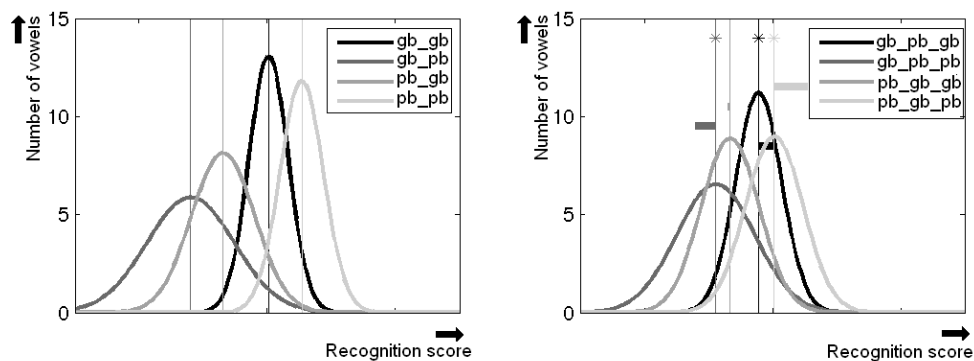 Number of vowels
15
10
5
0
gb_gb
gb_pb
pb_gb
pb_pb
Recognition score
Number of vowels
15
10
5
0
gb_pb_gb
gb_pb_pb
pb_gb_gb
pb_gb_pb
Recognition score